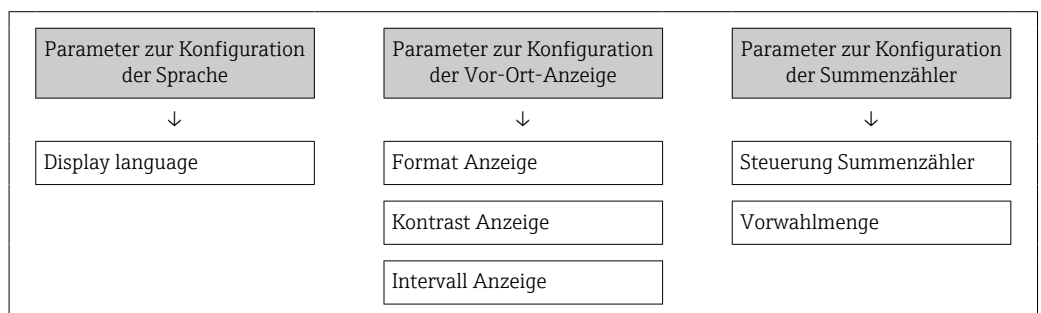 Parameter zur Konfiguration
der Sprache
↓
Display language
Parameter zur Konfiguration
der Vor-Ort-Anzeige
↓
Format Anzeige
Kontrast Anzeige
Intervall Anzeige
Parameter zur Konfiguration
der Summenzähler
↓
Steuerung Summenzähler
Vorwahlmenge